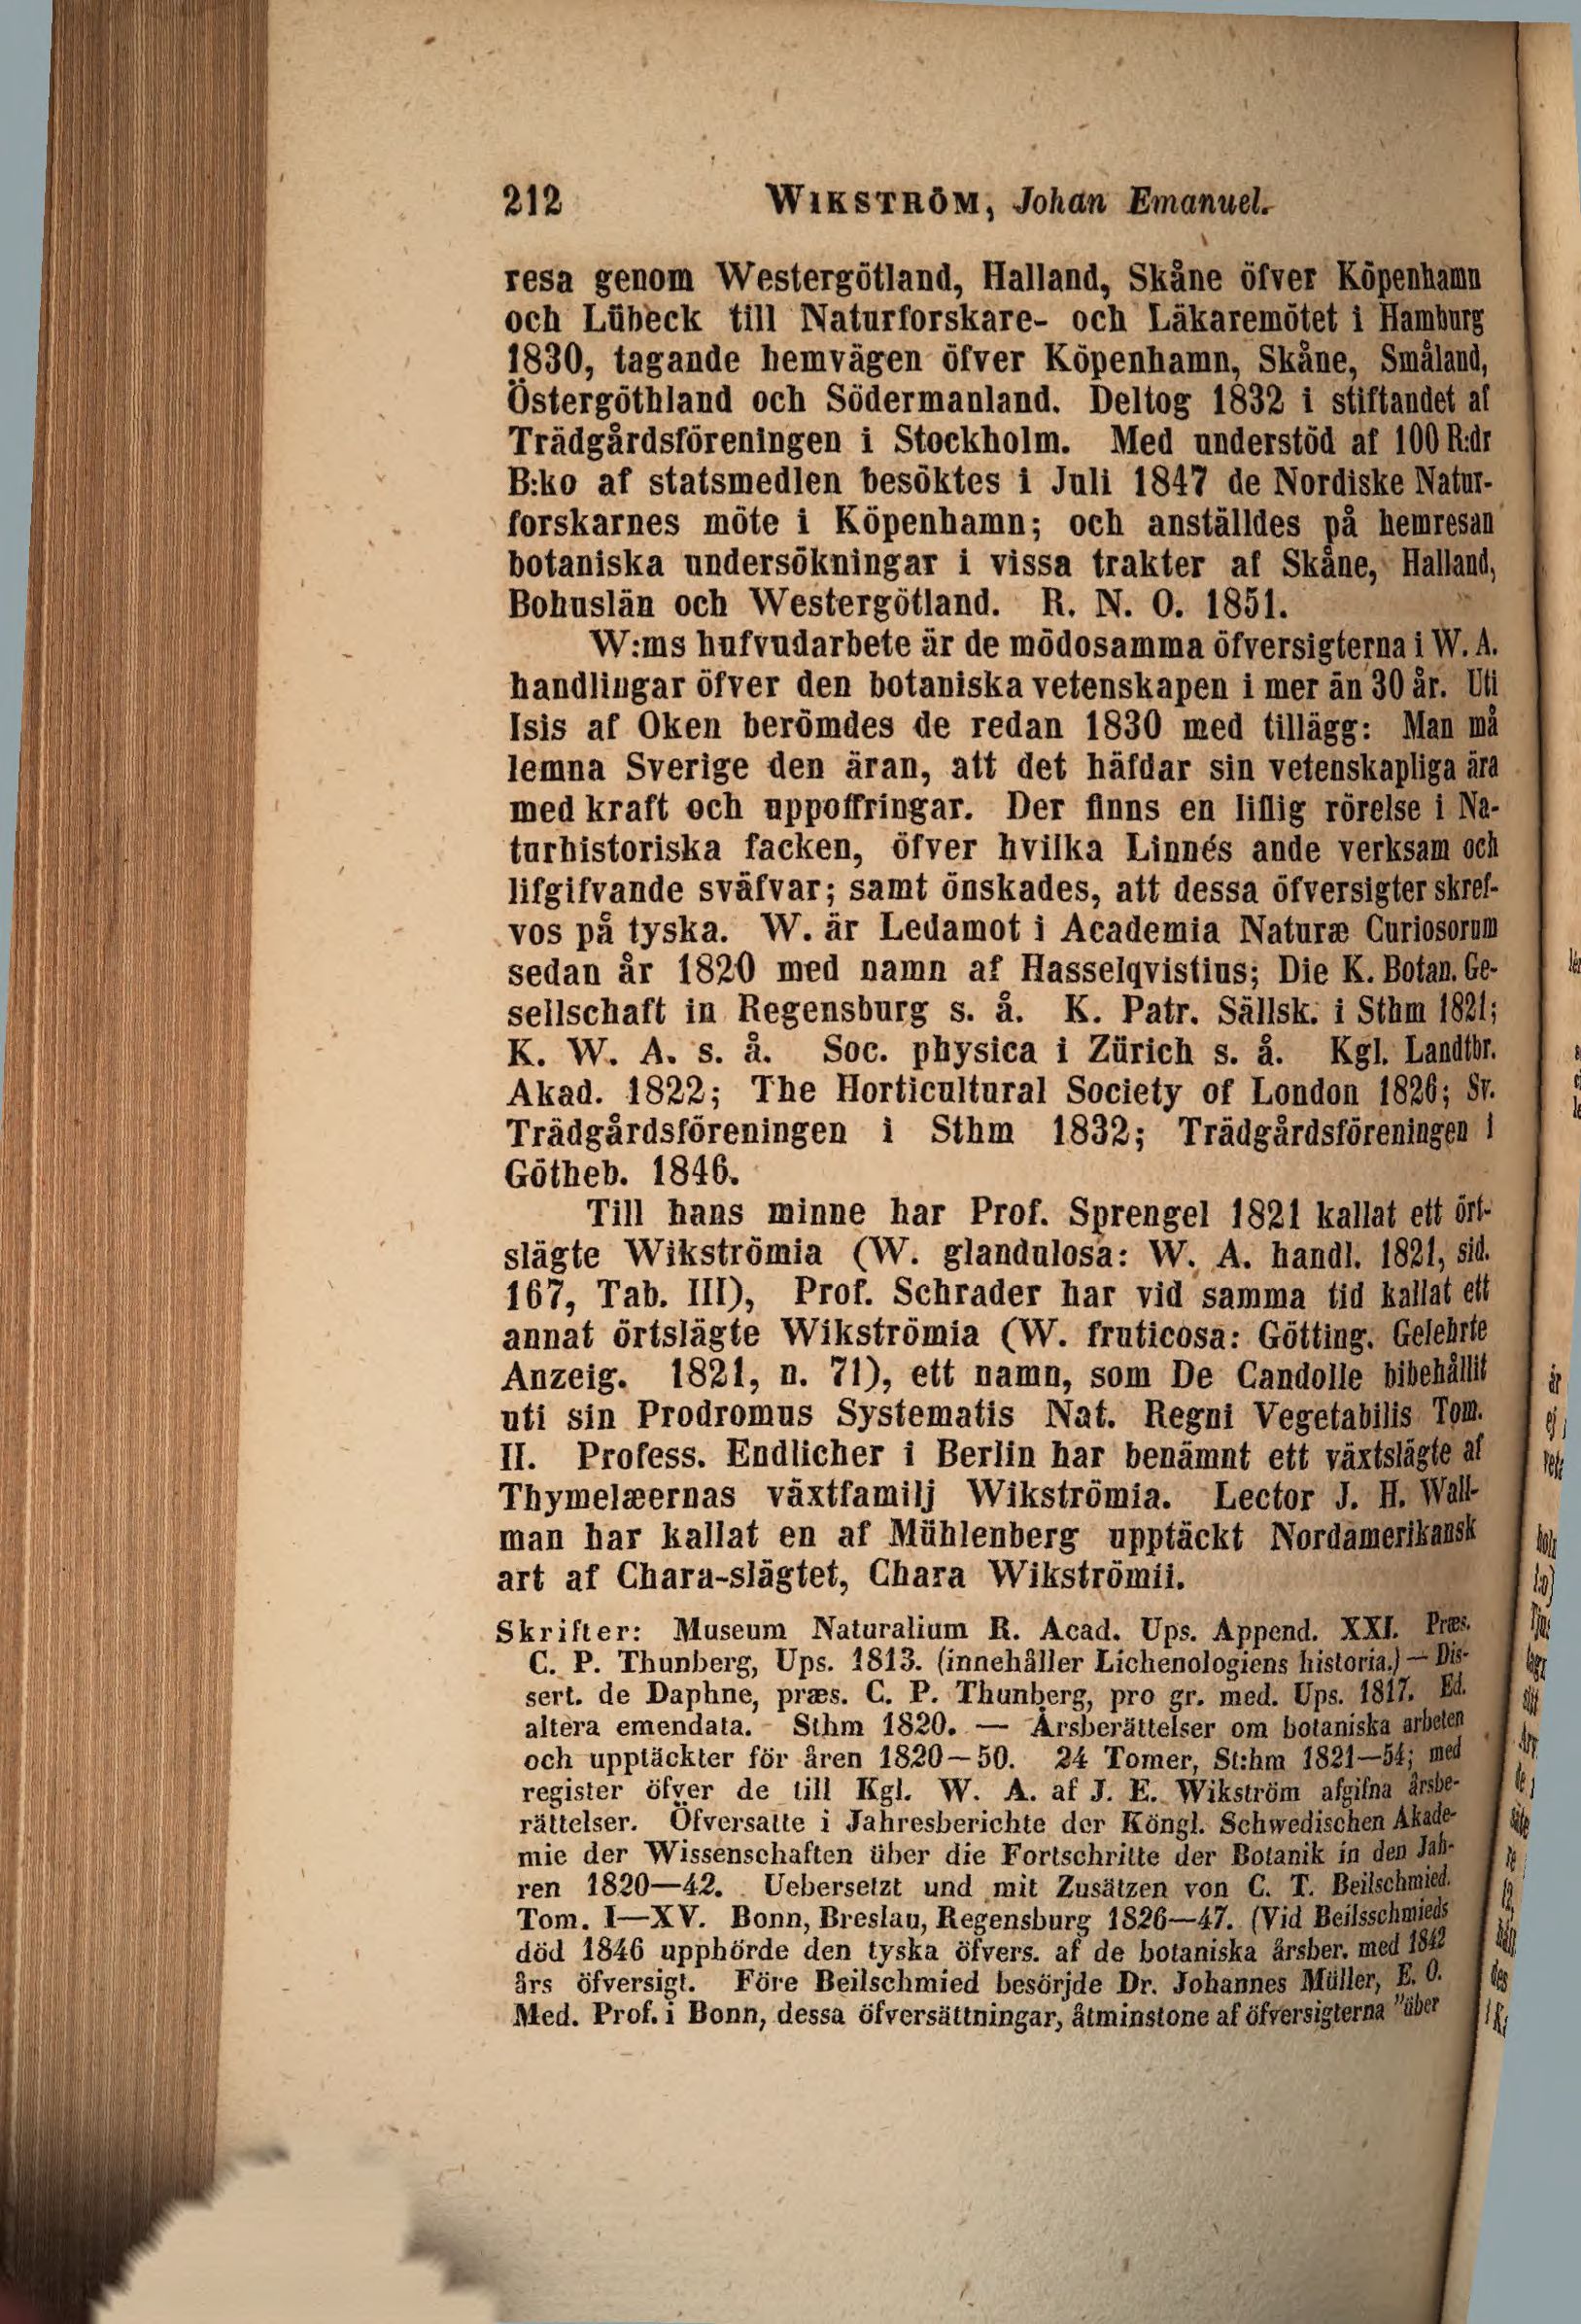 212 WIKSTRÖM, Johan Emanuel.
resa genom Westergötland, Halland, Skåne öfver Köpenhamn
och Lübeck till Naturforskare- och Läkaremötet i Hamburg
1830, tagande hemvägen öfver Köpenhamn, Skåne, Småland,
Östergöthland och Södermanland. Deltog 1832 i stiftandet af
Trädgårdsföreningen i Stockholm. Med understöd af 100 R:dr
B:ko af statsmedlen besöktes i Juli 1847 de Nordiske Natur-
forskarnes möte i Köpenhamn; och anställdes på hemresan
botaniska undersökningar i vissa trakter af Skåne, Halland,
Bohuslän och Westergötland. R. N. O. 1851.
W:ms hufvudarbete är de mödosamma öfversigterna i W. A.
handlingar öfver den botaniska vetenskapen i mer än 30 år. Uti
Isis af Oken berömdes de redan 1830 med tillägg: Man må
lemna Sverige den äran, att det häfdar sin vetenskapliga ära
med kraft och uppoffringar. Der finns en liflig rörelse i Na-
turhistoriska facken, öfver hvilka Linnés ande verksam och
lifgifvande sväfvar; samt önskades, att dessa öfversigter skref-
vos på tyska. W. är Ledamot i Academia Naturæ Curiosorum
sedan år 1820 med namn af Hasselqvistius; Die K. Botan. Ge-
sellschaft in Regensburg s. å. K. Patr. Sällsk. i Sthm 1821;
K. W. A. s. å. Soc. physica i Zürich s. å. Kgl. Landtbr.
Akad. 1822; The Horticultural Society of London 1826; Sv.
Trädgårdsföreningen i Sthm 1832; Trädgårdsföreningen i
Götheb. 1846.
Till hans minne har Prof. Sprengel 1821 kallat ett ört-
slägte Wikströmia (W. glandulosa: W. A. handl. 1821, sid.
167, Tab. III), Prof. Schrader har vid samma tid kallat ett
annat örtslägte Wikströmia (W. fruticosa: Götting. Gelehrte
Anzeig. 1821, n. 71), ett namn, som De Candolle bibehållit
uti sin Prodromus Systematis Nat. Regni Vegetabilis Tom.
II. Profess. Endlicher i Berlin har benämnt ett växtslägte af
Thymelæernas växtfamilj Wikströmia. Lector J. H. Wall-
man har kallat en af Mühlenberg upptäckt Nordamerikansk
art af Chara-slägtet, Chara Wikströmii.
Skrifter: Museum Naturalium R. Acad. Ups. Append. XXI. Præs.
C. P. Thunberg, Ups. 1813. (innehåller Lichenologiens historia.) — Dis-
sert. de Daphne, præs. C. P. Thunberg, pro gr. med. Ups. 1817. Ed.
altera emendata. Sthm 1820. — Årsberättelser om botaniska arbeten
och upptäckter för åren 1820—50. 24 Tomer, St:hm 1821—54; med
register öfver de till Kgl. W. A. af J. E. Wikström afgifna årsbe-
rättelser. Öfversatte i Jahresberichte der Köngl. Schwedischen Akade-
mie der Wissenschaften über die Fortschritte der Botanik in den Jah-
ren 1820—42. Uebersetzt und mit Zusätzen von C. T. Beilschmied.
Tom. I—XV. Bonn, Breslau, Regensburg 1826—47. (Vid Beilsschmieds
död 1846 upphörde den tyska öfvers. af de botaniska årsber. med 1842
års öfversigt. Före Beilschmied besörjde Dr. Johannes Müller, E. O.
Med. Prof. i Bonn, dessa öfversättningar, åtminstone af öfversigterna "über